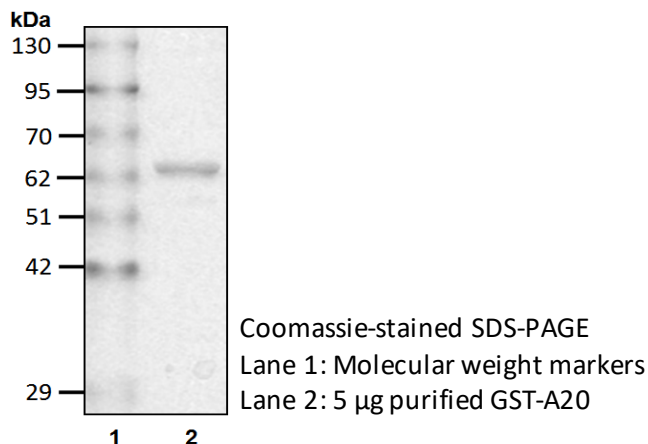 kDa
130
95
70
62
51
42
29
1 2
Coomassie-stained SDS-PAGE
Lane 1: Molecular weight markers
Lane 2: 5 µg purified GST-A20